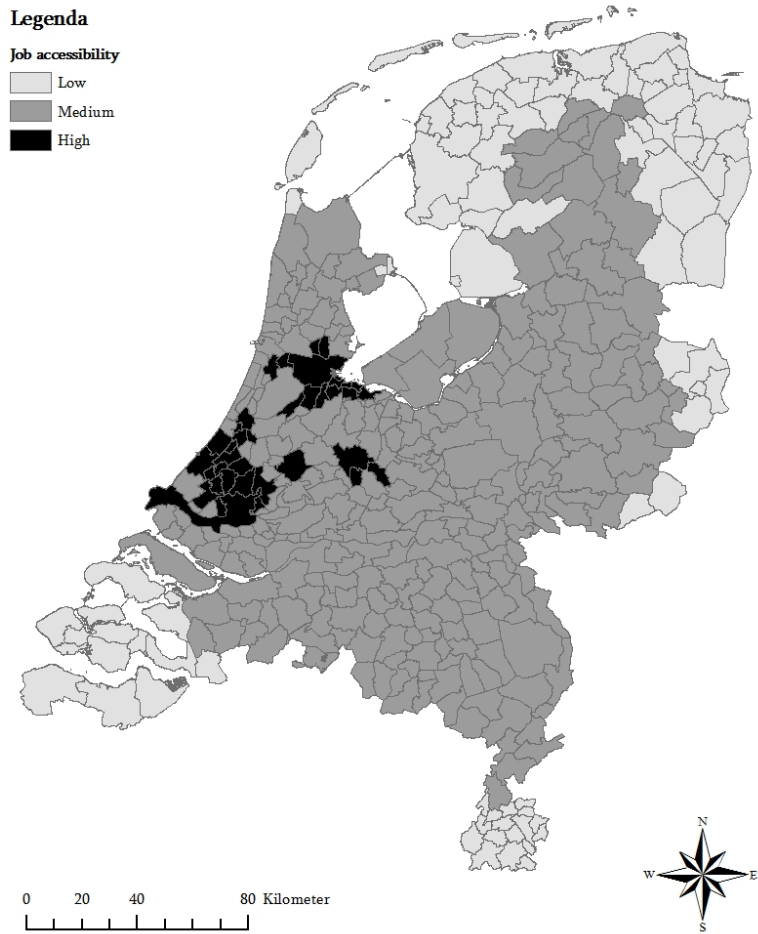 Legenda
Job accessibility
Low
Medium
High
N
W E
S
0 20 40 80 Kilometer